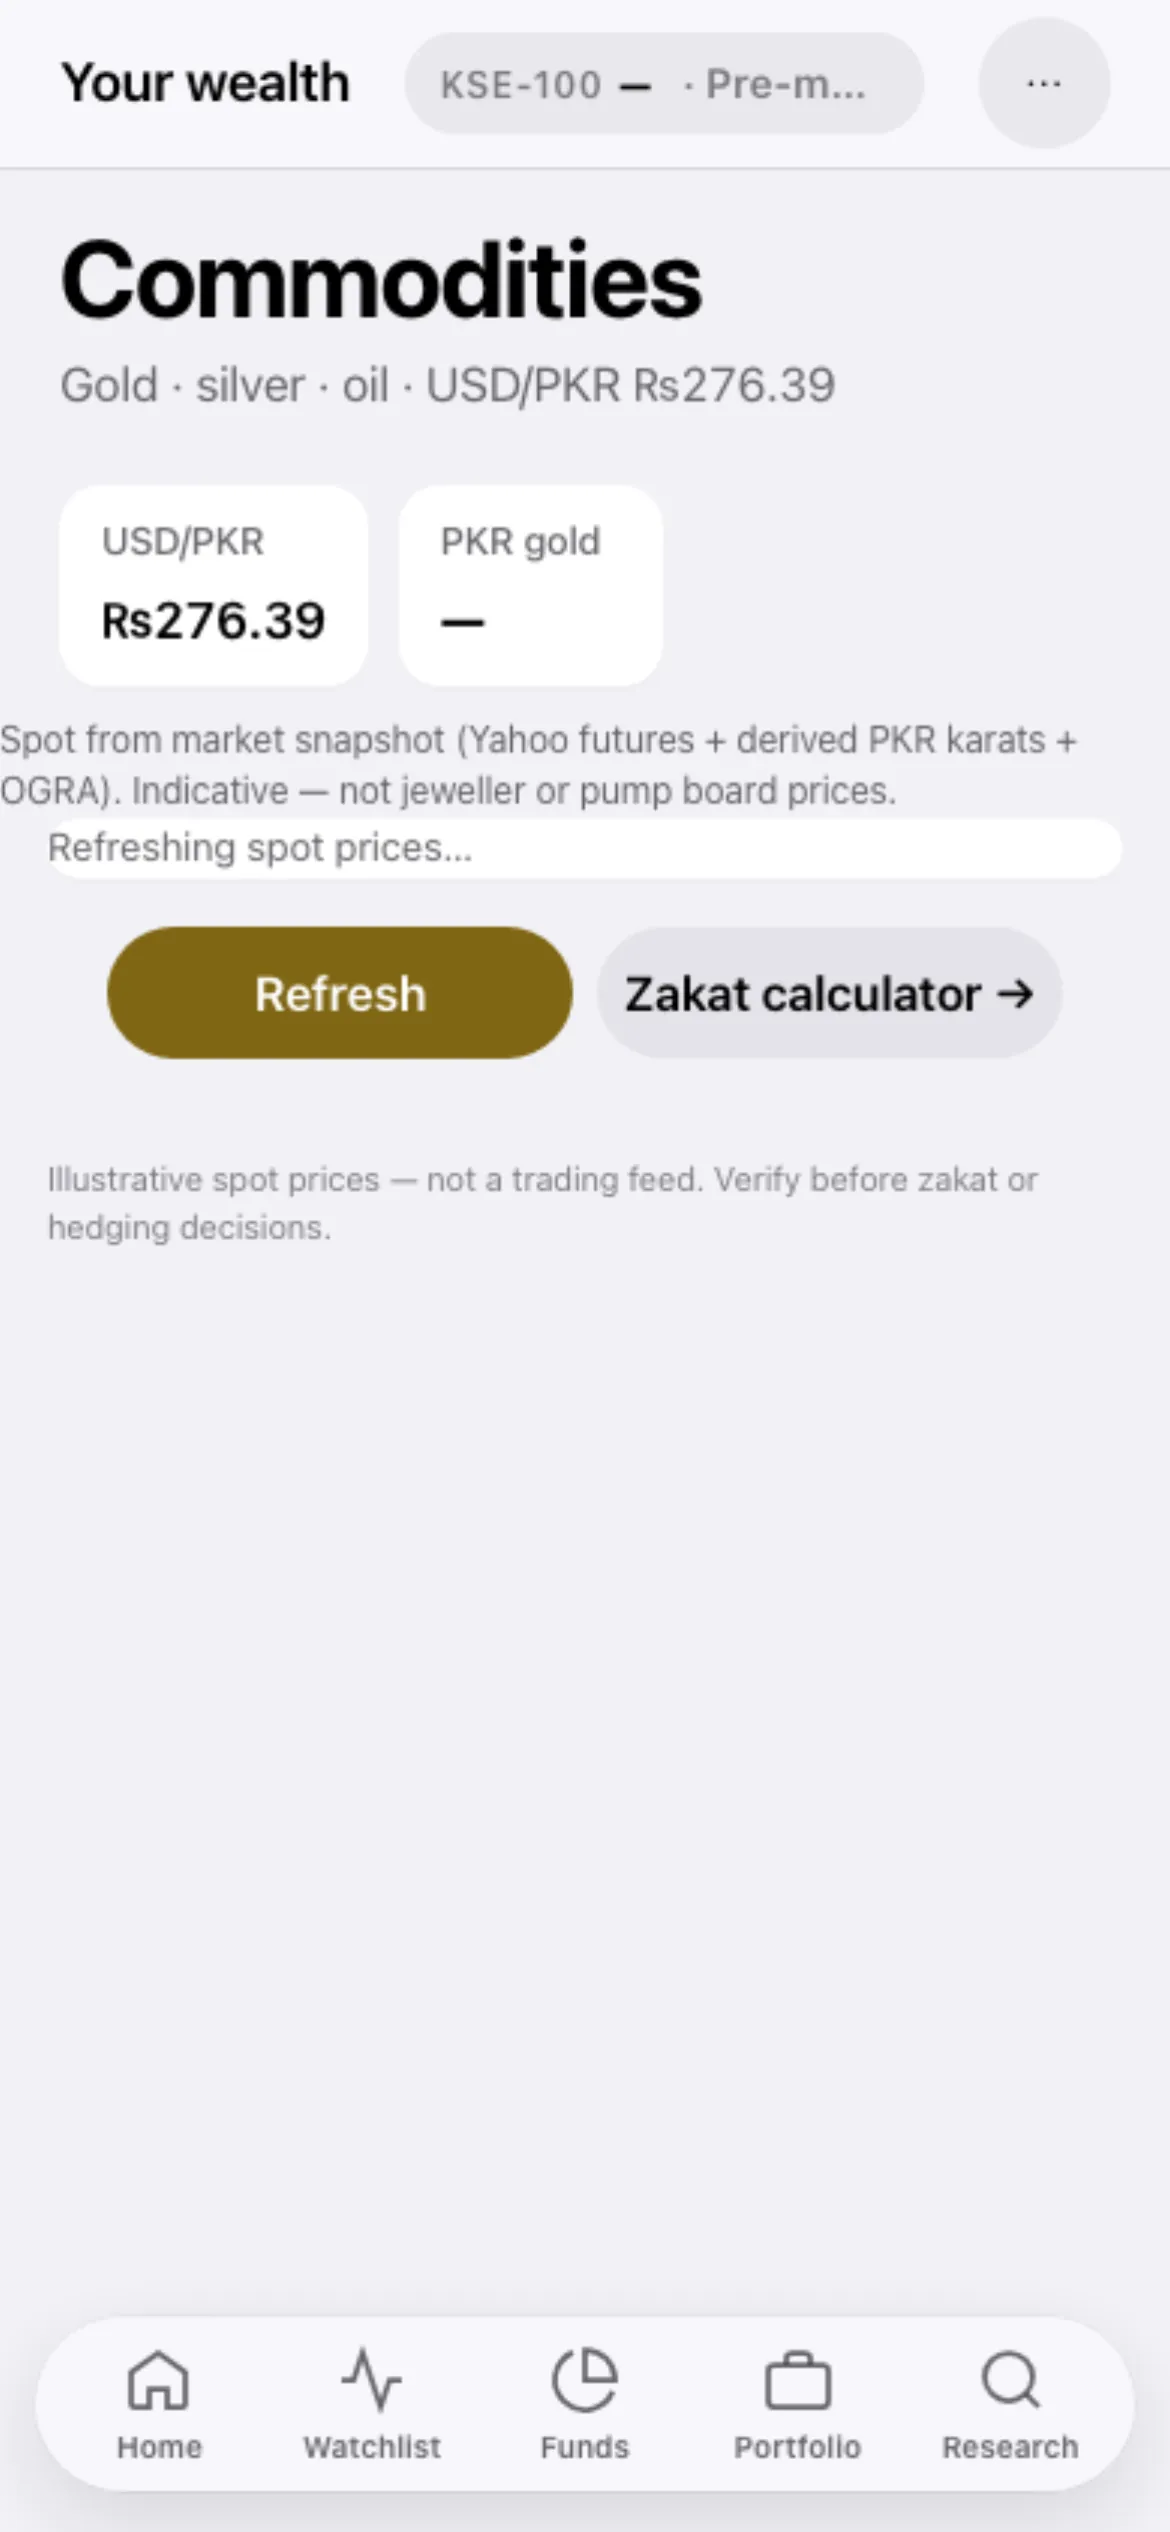 Your wealth
KSE-100 — · Pre-m...
...
Commodities
Gold · silver · oil · USD/PKR Rs276.39
USD/PKR
Rs276.39
PKR gold
—
Spot from market snapshot (Yahoo futures + derived PKR karats +
OGRA). Indicative — not jeweller or pump board prices.
Refreshing spot prices...
Refresh
Zakat calculator →
Illustrative spot prices — not a trading feed. Verify before zakat or
hedging decisions.
Home
Watchlist
Funds
Portfolio
Research